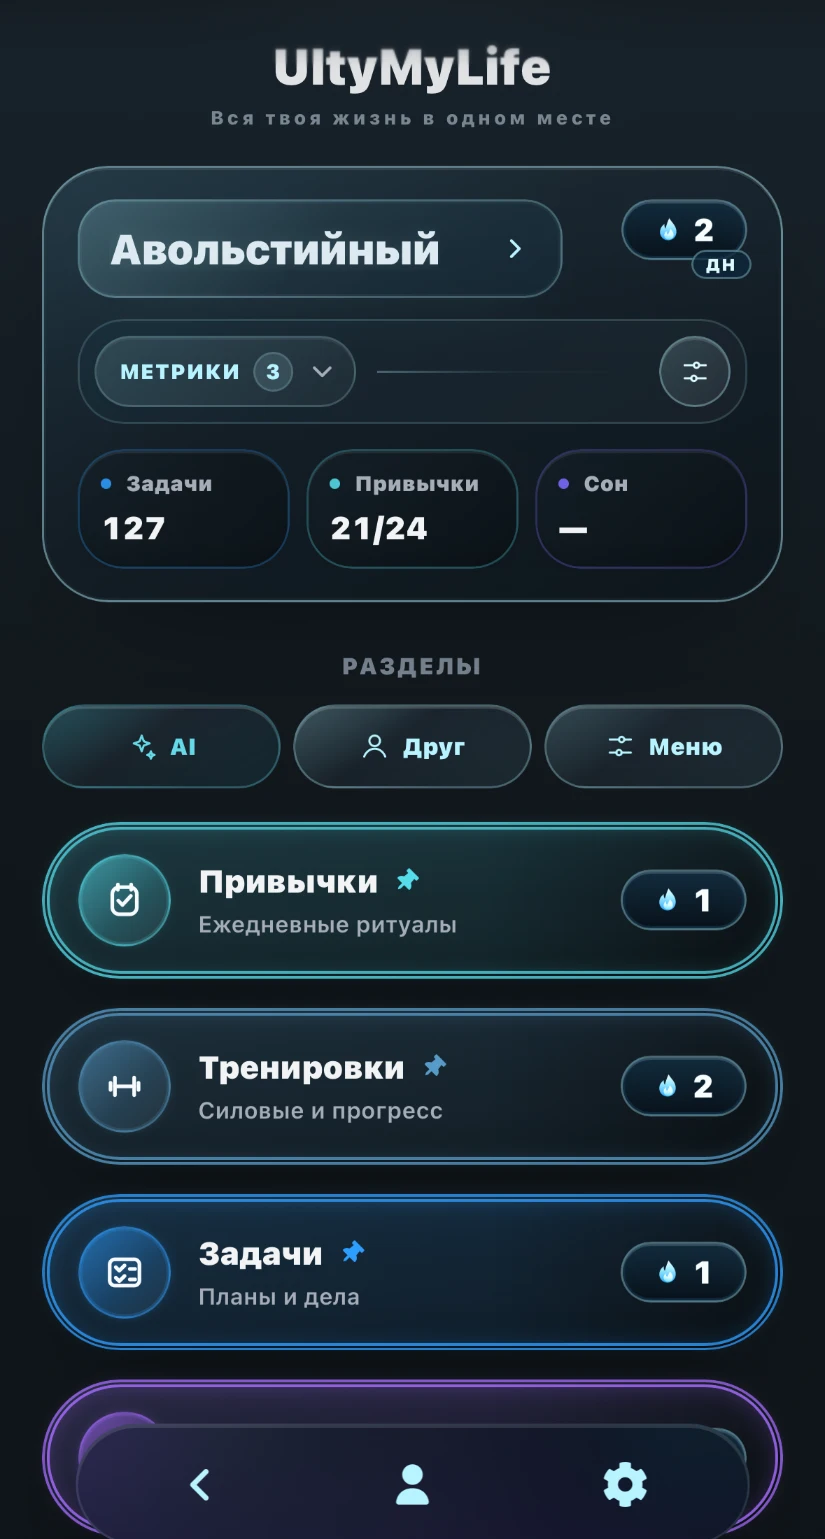 UltyMyLife
Вся твоя жизнь в одном месте
Авольстийный
2
ДН
МЕТРИКИ 3
Задачи
127
Привычки
21/24
Сон
—
РАЗДЕЛЫ
AI
Друг
Меню
Привычки
Ежедневные ритуалы
1
Тренировки
Силовые и прогресс
2
Задачи
Планы и дела
1